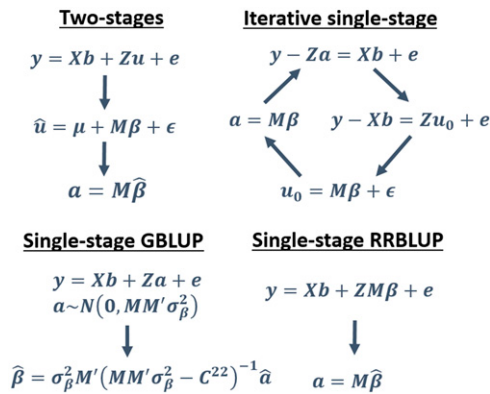 Two-stages
y = Xb + Zu + e
û = μ + Mβ + ϵ
a = Mβ̂
Iterative single-stage
y − Za = Xb + e
a = Mβ
y − Xb = Zu₀ + e
u₀ = Mβ + ϵ
Single-stage GBLUP
y = Xb + Za + e
a~N(0, MM′σ²β)
β̂ = σ²βM′(MM′σ²β − C²²)⁻¹â
Single-stage RRBLUP
y = Xb + ZMβ + e
a = Mβ̂